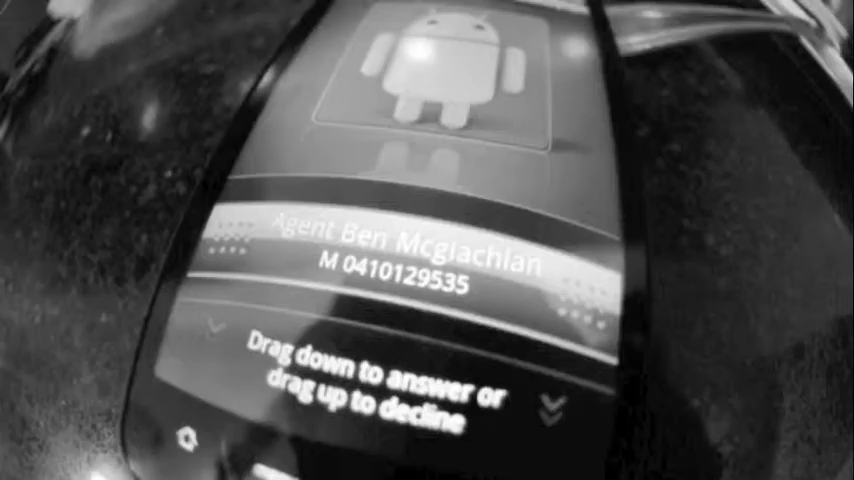 Agent Ben Mcglachlan
M 0410129535
Drag down to answer or
drag up to decline